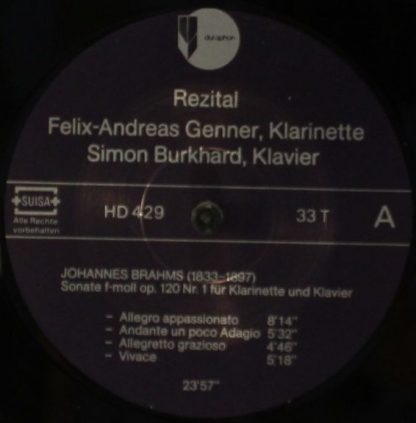 duraphon
Rezital
Felix-Andreas Genner, Klarinette
Simon Burkhard, Klavier
SUISA
Alle Rechte
vorbehalten
HD 429
33 T
A
JOHANNES BRAHMS (1833–1897)
Sonate f-moll op. 120 Nr. 1 für Klarinette und Klavier
– Allegro appassionato 8'14"
– Andante un poco Adagio 5'32"
– Allegretto grazioso 4'46"
– Vivace 5'18"
23'57"